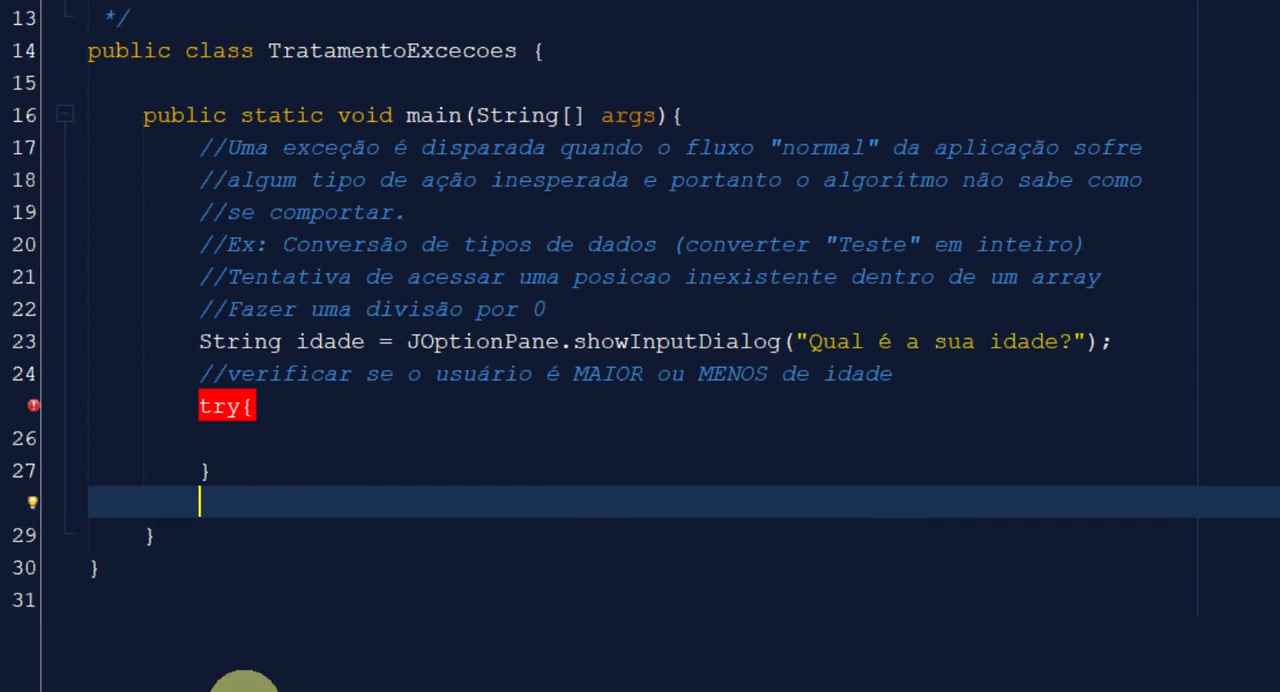 13 */
14 public class TratamentoExcecoes {
15
16 public static void main(String[] args){
17 //Uma exceção é disparada quando o fluxo "normal" da aplicação sofre
18 //algum tipo de ação inesperada e portanto o algorítmo não sabe como
19 //se comportar.
20 //Ex: Conversão de tipos de dados (converter "Teste" em inteiro)
21 //Tentativa de acessar uma posicao inexistente dentro de um array
22 //Fazer uma divisão por 0
23 String idade = JOptionPane.showInputDialog("Qual é a sua idade?");
24 //verificar se o usuário é MAIOR ou MENOS de idade
try{
26
27 }
29 }
30 }
31